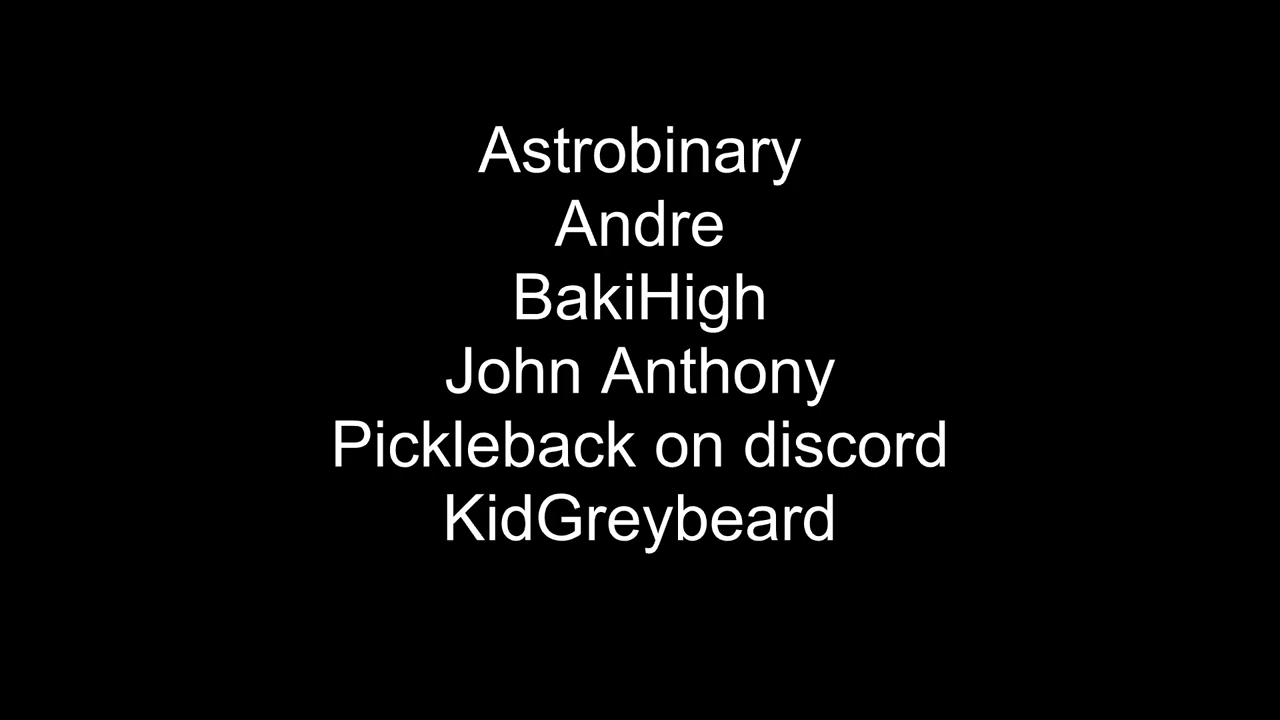 Astrobinary
Andre
BakiHigh
John Anthony
Pickleback on discord
KidGreybeard